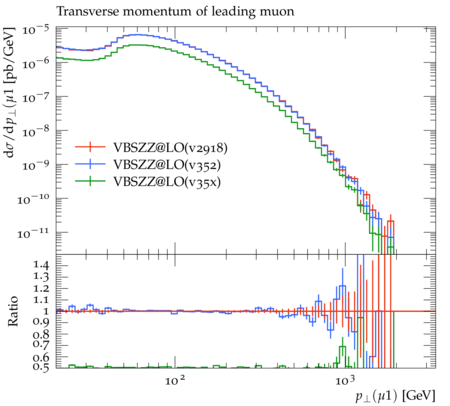 Transverse momentum of leading muon
dσ/dp⊥(μ1) [pb/GeV]
10⁻⁵
10⁻⁶
10⁻⁷
10⁻⁸
10⁻⁹
10⁻¹⁰
10⁻¹¹
VBSZZ@LO(v2918)
VBSZZ@LO(v352)
VBSZZ@LO(v35x)
Ratio
1.4
1.3
1.2
1.1
1
0.9
0.8
0.7
0.6
0.5
10² 10³
p⊥(μ1) [GeV]